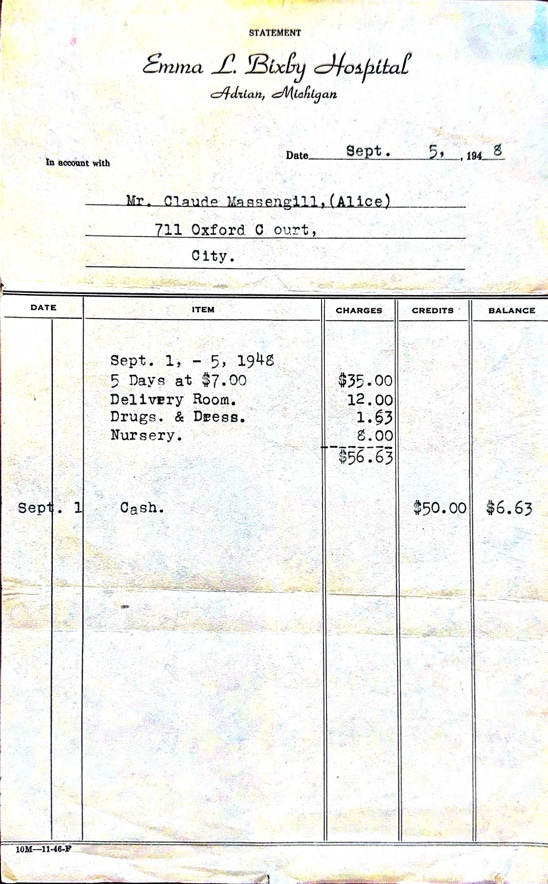 STATEMENT
Emma L. Bixby Hospital
Adrian, Michigan
Date Sept. 5, , 194 8
In account with
Mr. Claude Massengill,(Alice)
711 Oxford C ourt,
City.
DATE ITEM CHARGES CREDITS BALANCE
Sept. 1, - 5, 1948
5 Days at $7.00 $35.00
Delivery Room. 12.00
Drugs. & Dress. 1.63
Nursery. 8.00
$56.63
Sept. 1 Cash. $50.00 $6.63
10M—11-46-F